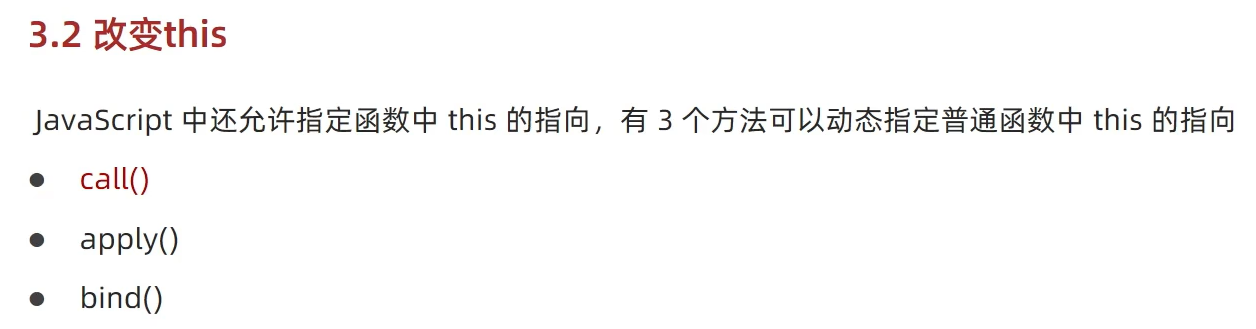 3.2 改变this
JavaScript 中还允许指定函数中 this 的指向，有 3 个方法可以动态指定普通函数中 this 的指向
● call()
● apply()
● bind()